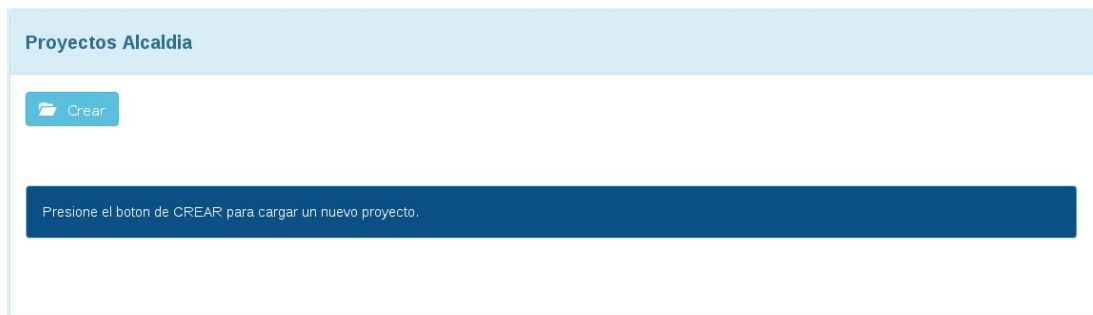 Proyectos Alcaldia
Crear
Presione el boton de CREAR para cargar un nuevo proyecto.